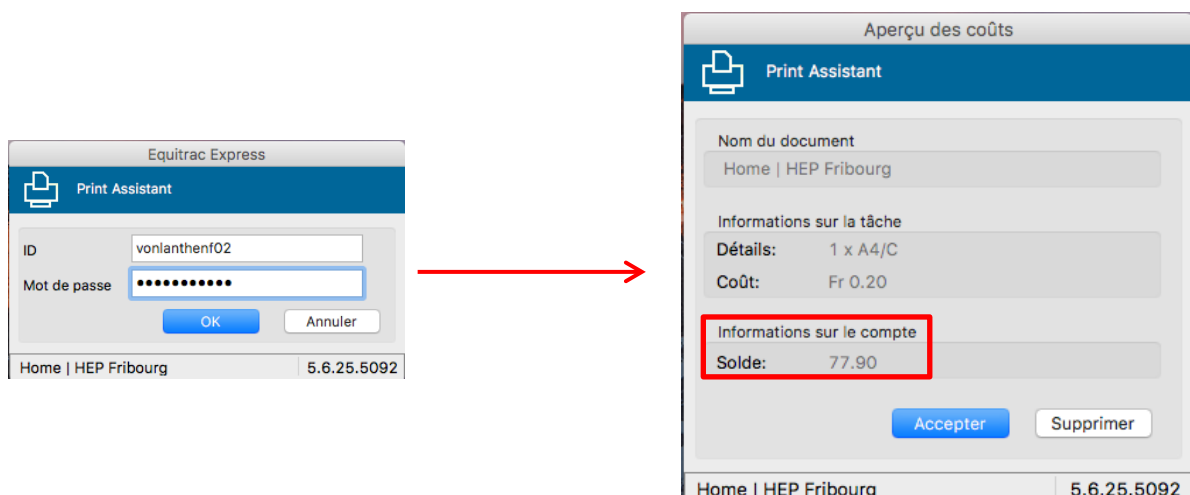 Equitrac Express
Print Assistant
ID vonlanthenf02
Mot de passe •••••••••••
OK Annuler
Home | HEP Fribourg 5.6.25.5092
Aperçu des coûts
Print Assistant
Nom du document
Home | HEP Fribourg
Informations sur la tâche
Détails: 1 x A4/C
Coût: Fr 0.20
Informations sur le compte
Solde: 77.90
Accepter Supprimer
Home | HEP Fribourg 5.6.25.5092